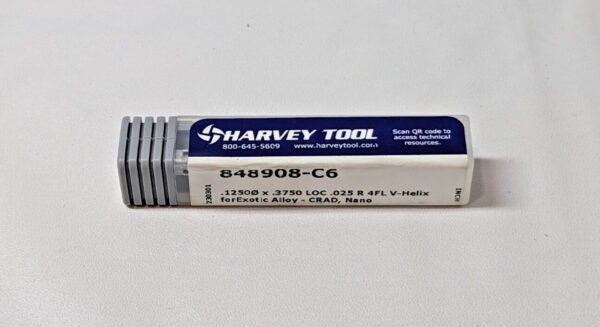 HARVEY TOOL
800-645-5609 www.harveytool.com
Scan QR code to
access technical
resources.
848908-C6
.1250Ø x .3750 LOC .025 R 4FL V-Helix
forExotic Alloy - CRAD, Nano
230301
INCH